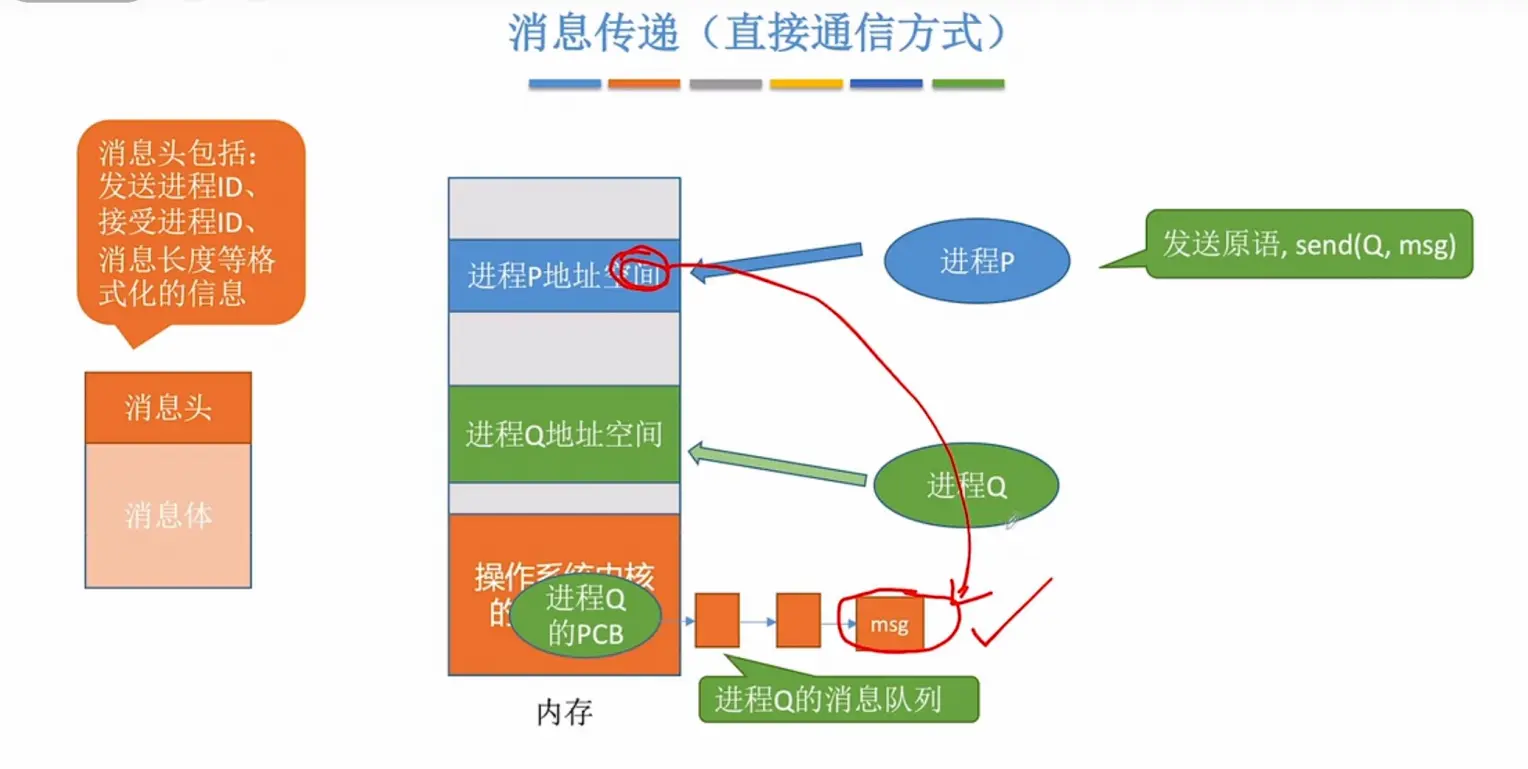 消息传递（直接通信方式）
消息头包括：
发送进程ID、
接受进程ID、
消息长度等格
式化的信息
消息头
消息体
进程P地址空间
进程Q地址空间
操作系统内核
的
进程Q
的PCB
内存
进程P
发送原语, send(Q, msg)
进程Q
msg
进程Q的消息队列